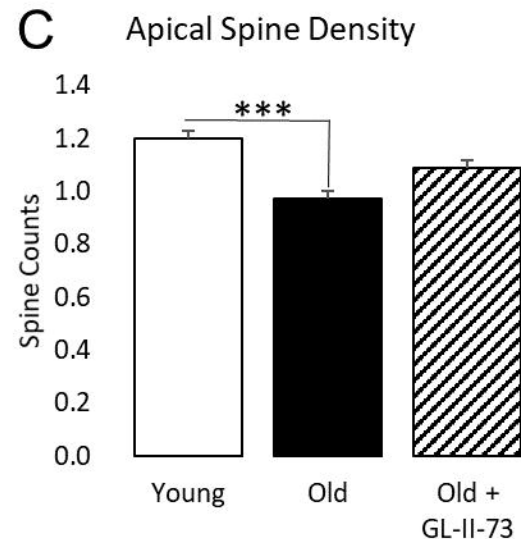 C
Apical Spine Density
1.4
1.2
1.0
0.8
0.6
0.4
0.2
0.0
Spine Counts
***
Young
Old
Old +
GL-II-73